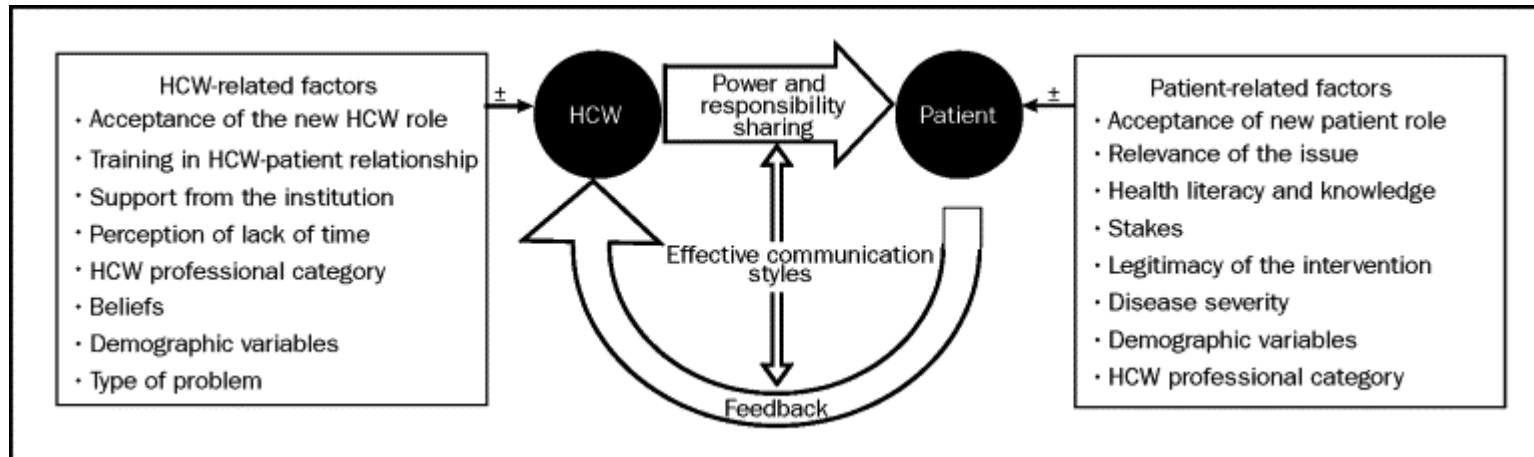 HCW-related factors
· Acceptance of the new HCW role
· Training in HCW-patient relationship
· Support from the institution
· Perception of lack of time
· HCW professional category
· Beliefs
· Demographic variables
· Type of problem
±
HCW
Power and
responsibility
sharing
Patient
±
Effective communication
styles
Feedback
Patient-related factors
· Acceptance of new patient role
· Relevance of the issue
· Health literacy and knowledge
· Stakes
· Legitimacy of the intervention
· Disease severity
· Demographic variables
· HCW professional category